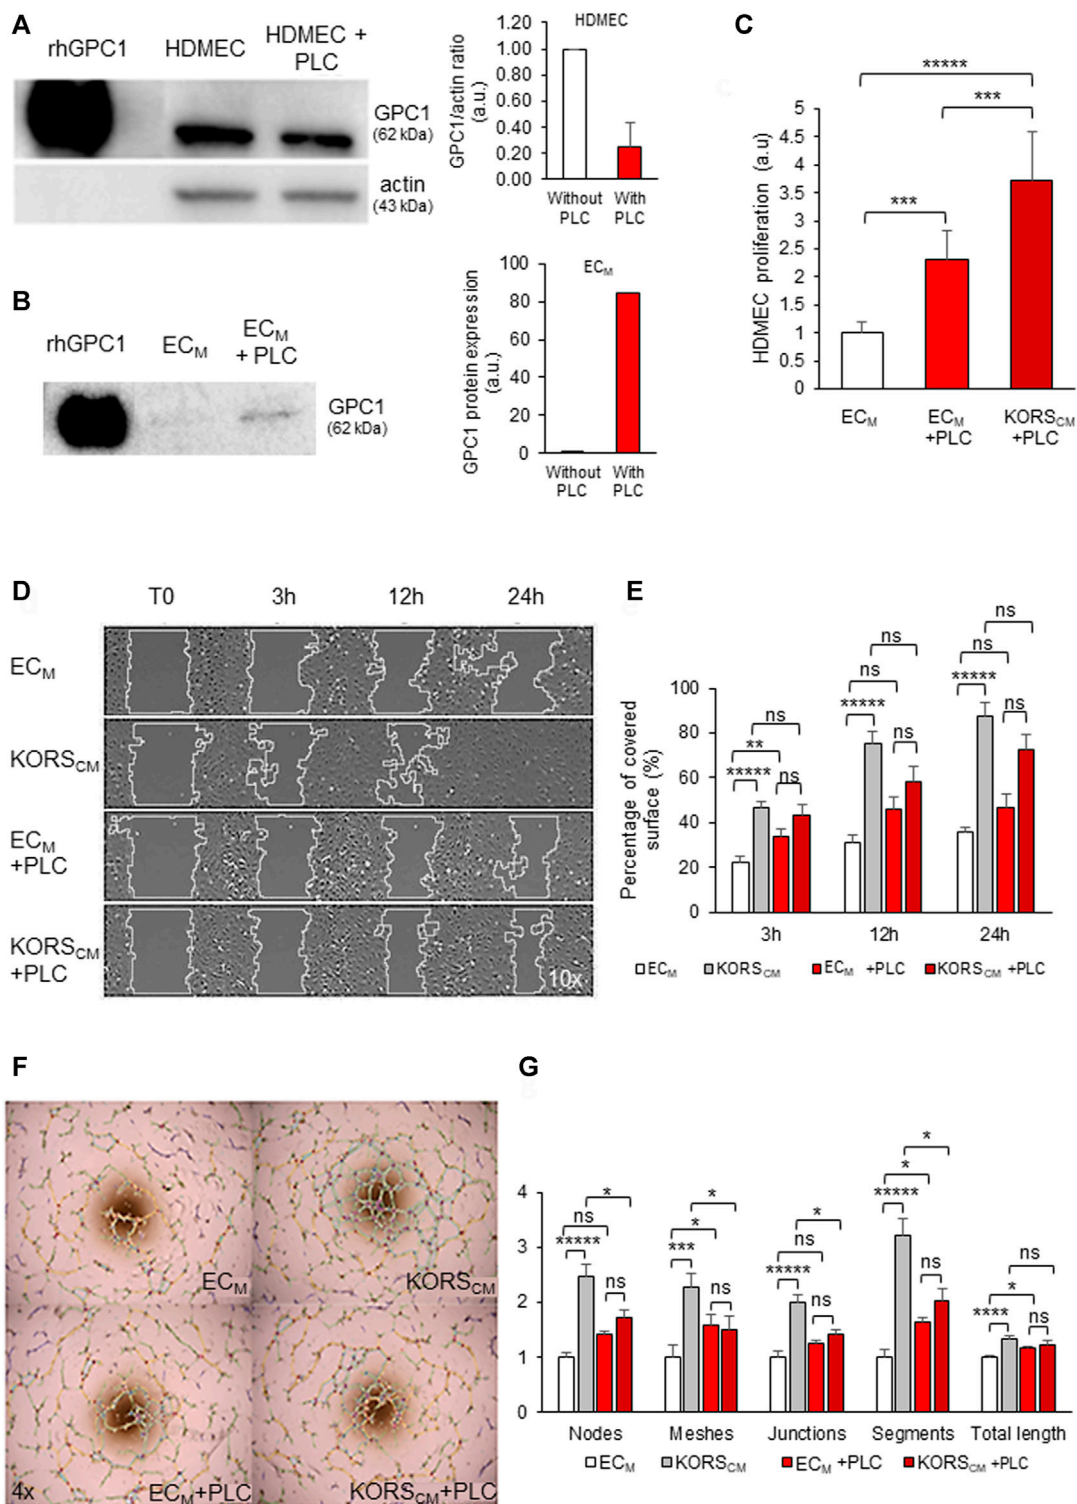 A
rhGPC1
HDMEC
HDMEC +
PLC
GPC1
(62 kDa)
actin
(43 kDa)
HDMEC
GPC1/actin ratio
(a.u.)
1.20
1.00
0.80
0.60
0.40
0.20
0.00
Without
PLC
With
PLC
B
rhGPC1
ECM
ECM
+ PLC
GPC1
(62 kDa)
ECM
GPC1 protein expression
(a.u.)
100
80
60
40
20
0
Without
PLC
With
PLC
C
*****
***
***
HDMEC proliferation (a.u)
5
4.5
4
3.5
3
2.5
2
1.5
1
0.5
0
ECM
ECM
+PLC
KORSCM
+PLC
D
T0 3h 12h 24h
ECM
KORSCM
ECM
+PLC
KORSCM
+PLC
10x
E
Percentage of covered
surface (%)
100
80
60
40
20
0
ns
**
*****
ns
ns
ns
*****
ns
ns
ns
*****
ns
3h 12h 24h
ECM KORSCM ECM +PLC KORSCM +PLC
F
ECM
KORSCM
4x
ECM+PLC
KORSCM+PLC
G
4
3
2
1
0
*
ns
*****
ns
*
*
***
ns
*
ns
*****
ns
*
*
*****
ns
ns
*
****
ns
Nodes Meshes Junctions Segments Total length
ECM KORSCM ECM +PLC KORSCM +PLC